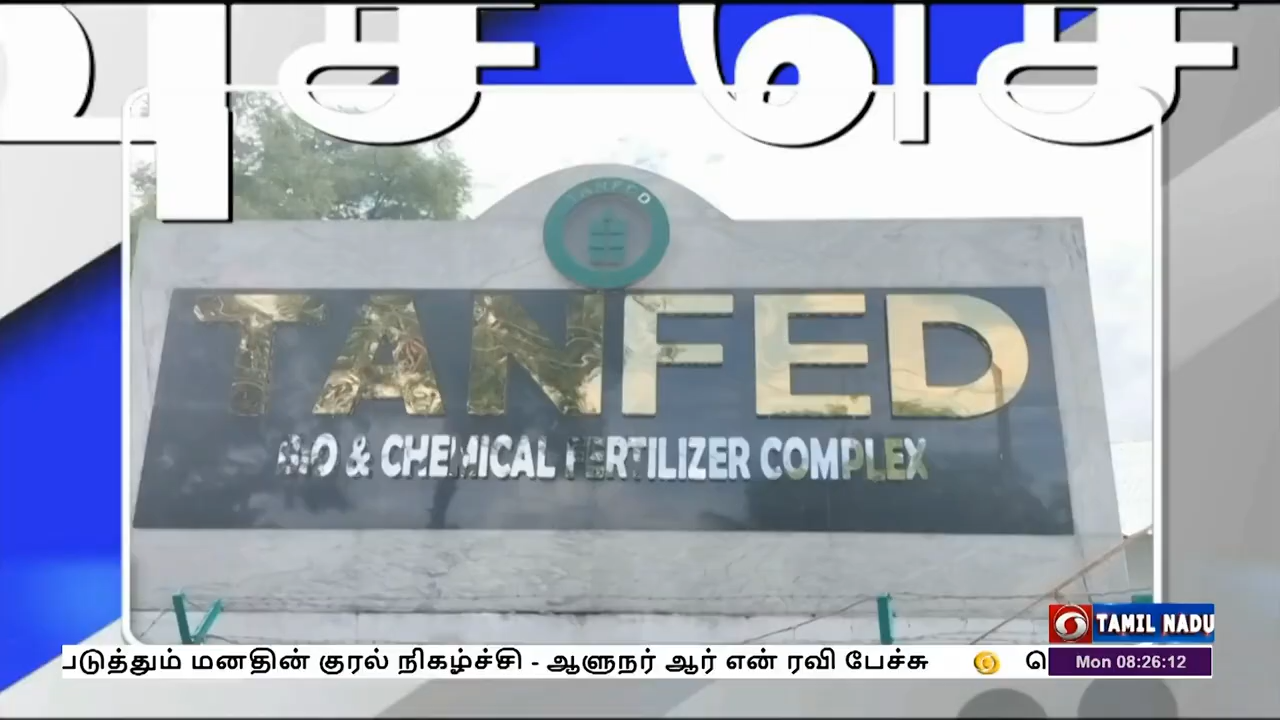 TANFED
TANFED
BIO & CHEMICAL FERTILIZER COMPLEX
TAMIL NADU
படுத்தும் மனதின் குரல் நிகழ்ச்சி - ஆளுநர் ஆர் என் ரவி பேச்சு
Mon 08:26:12